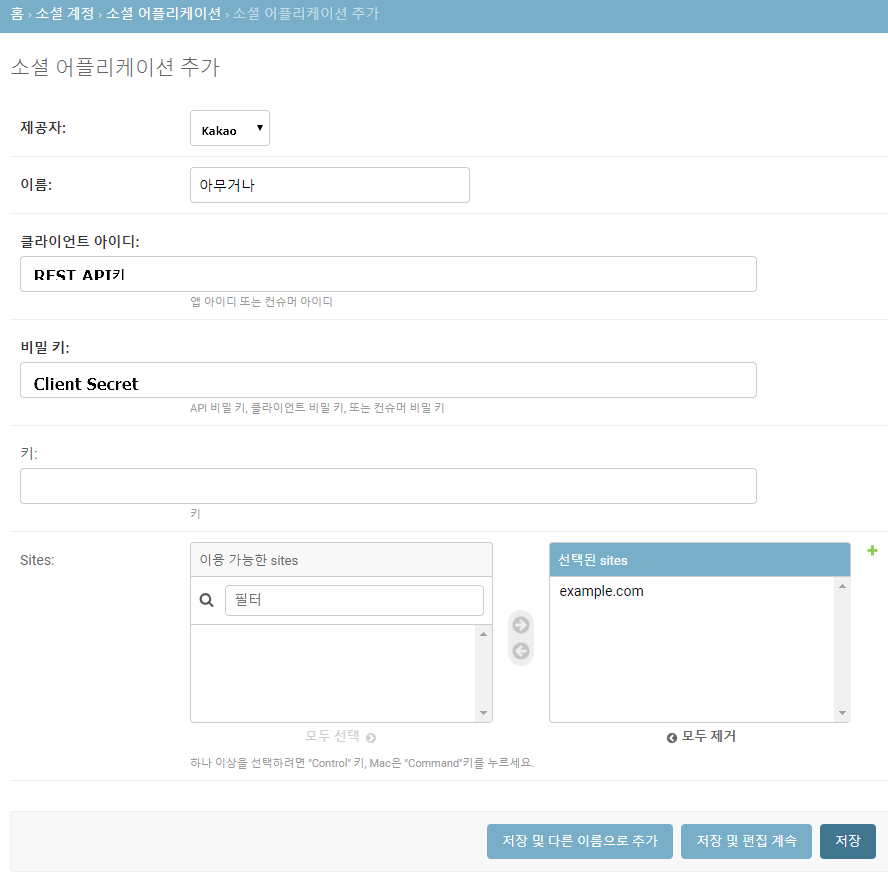 홈 › 소셜 계정 › 소셜 어플리케이션 › 소셜 어플리케이션 추가
소셜 어플리케이션 추가
제공자:
Kakao
이름:
아무거나
클라이언트 아이디:
REST API키
앱 아이디 또는 컨슈머 아이디
비밀 키:
Client Secret
API 비밀 키, 클라이언트 비밀 키, 또는 컨슈머 비밀 키
키:
키
Sites:
이용 가능한 sites
필터
모두 선택
선택된 sites
example.com
모두 제거
하나 이상을 선택하려면 "Control" 키, Mac은 "Command"키를 누르세요.
저장 및 다른 이름으로 추가
저장 및 편집 계속
저장